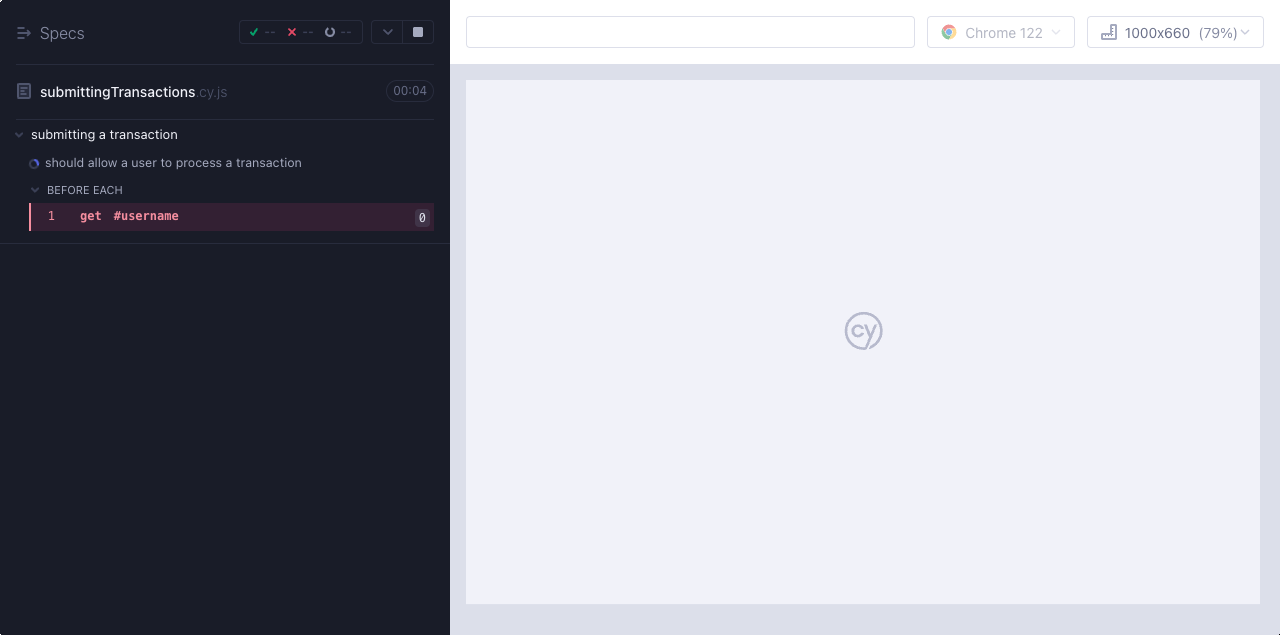 Specs
-- -- --
submittingTransactions.cy.js 00:04
submitting a transaction
should allow a user to process a transaction
BEFORE EACH
1 get #username 0
Chrome 122
1000x660 (79%)
cy